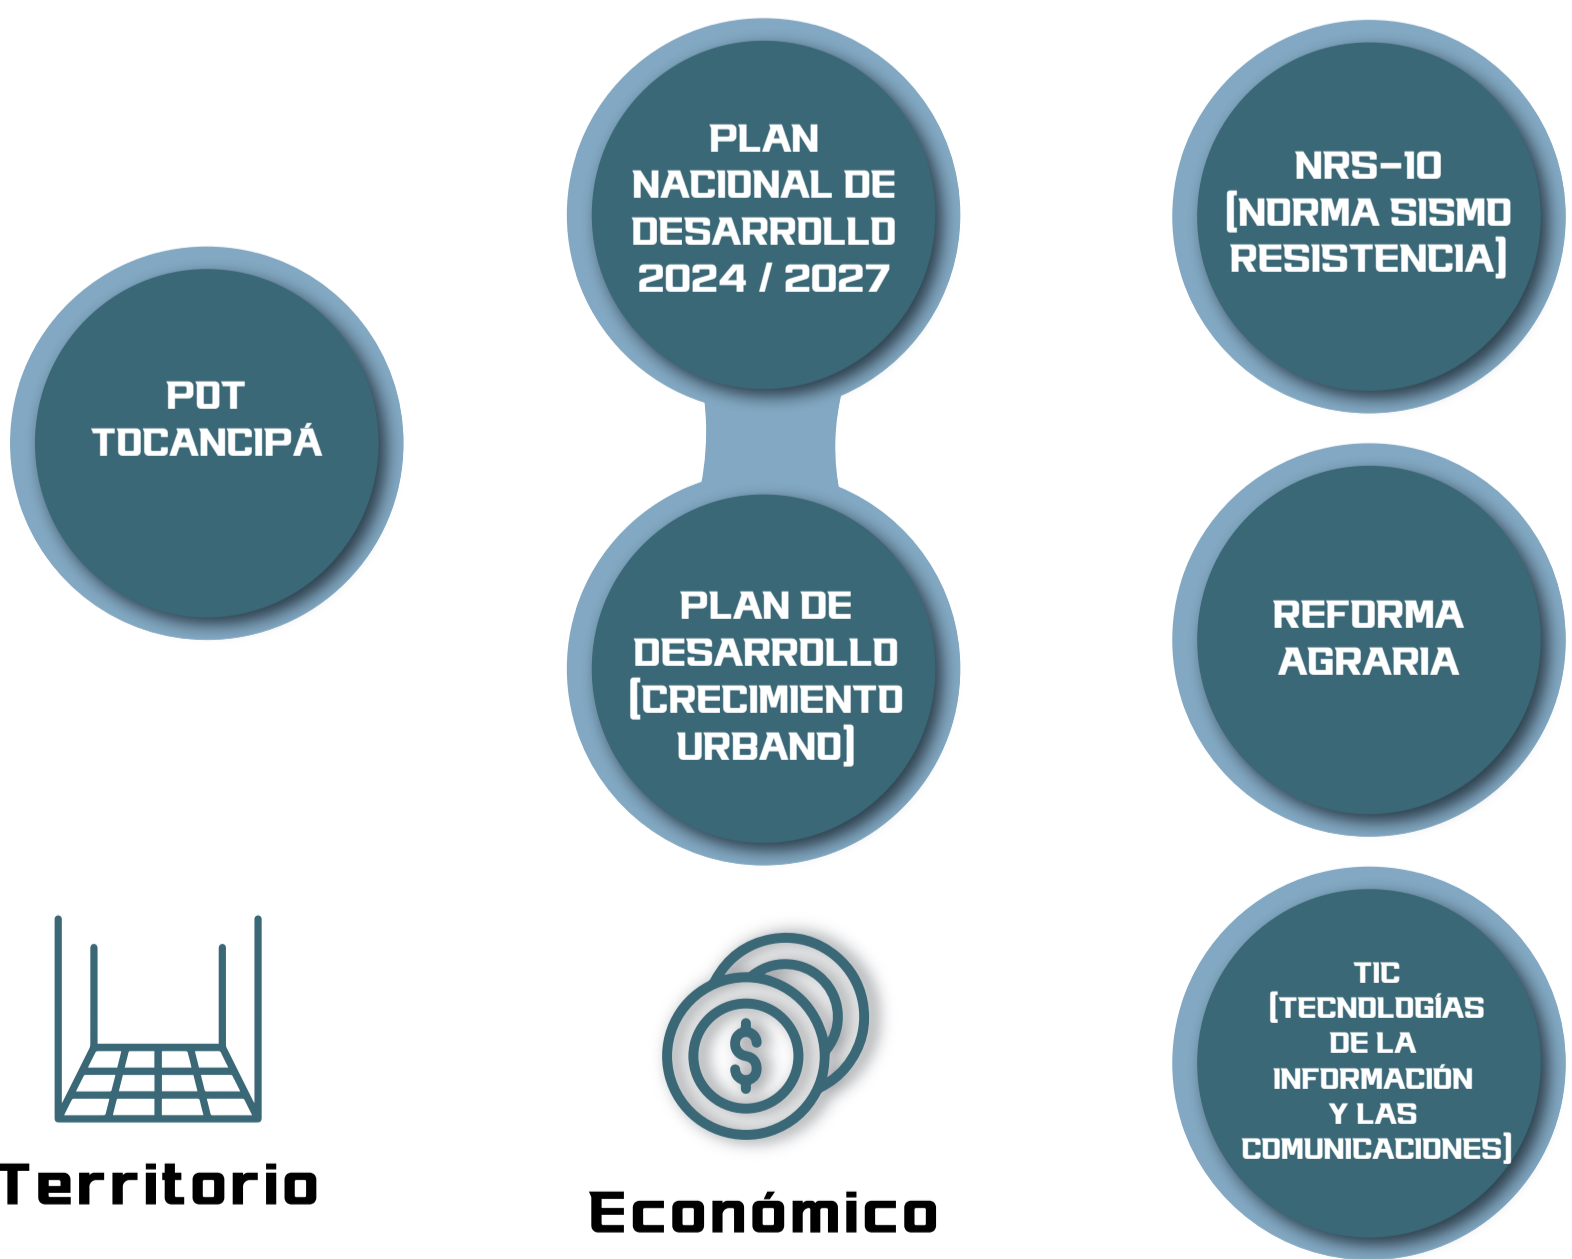 POT
TOCANCIPÁ
Territorio
PLAN
NACIONAL DE
DESARROLLO
2024 / 2027
PLAN DE
DESARROLLO
[CRECIMIENTO
URBANO]
$
Económico
NRS-10
[NORMA SISMO
RESISTENCIA]
REFORMA
AGRARIA
TIC
[TECNOLOGÍAS
DE LA
INFORMACIÓN
Y LAS
COMUNICACIONES]